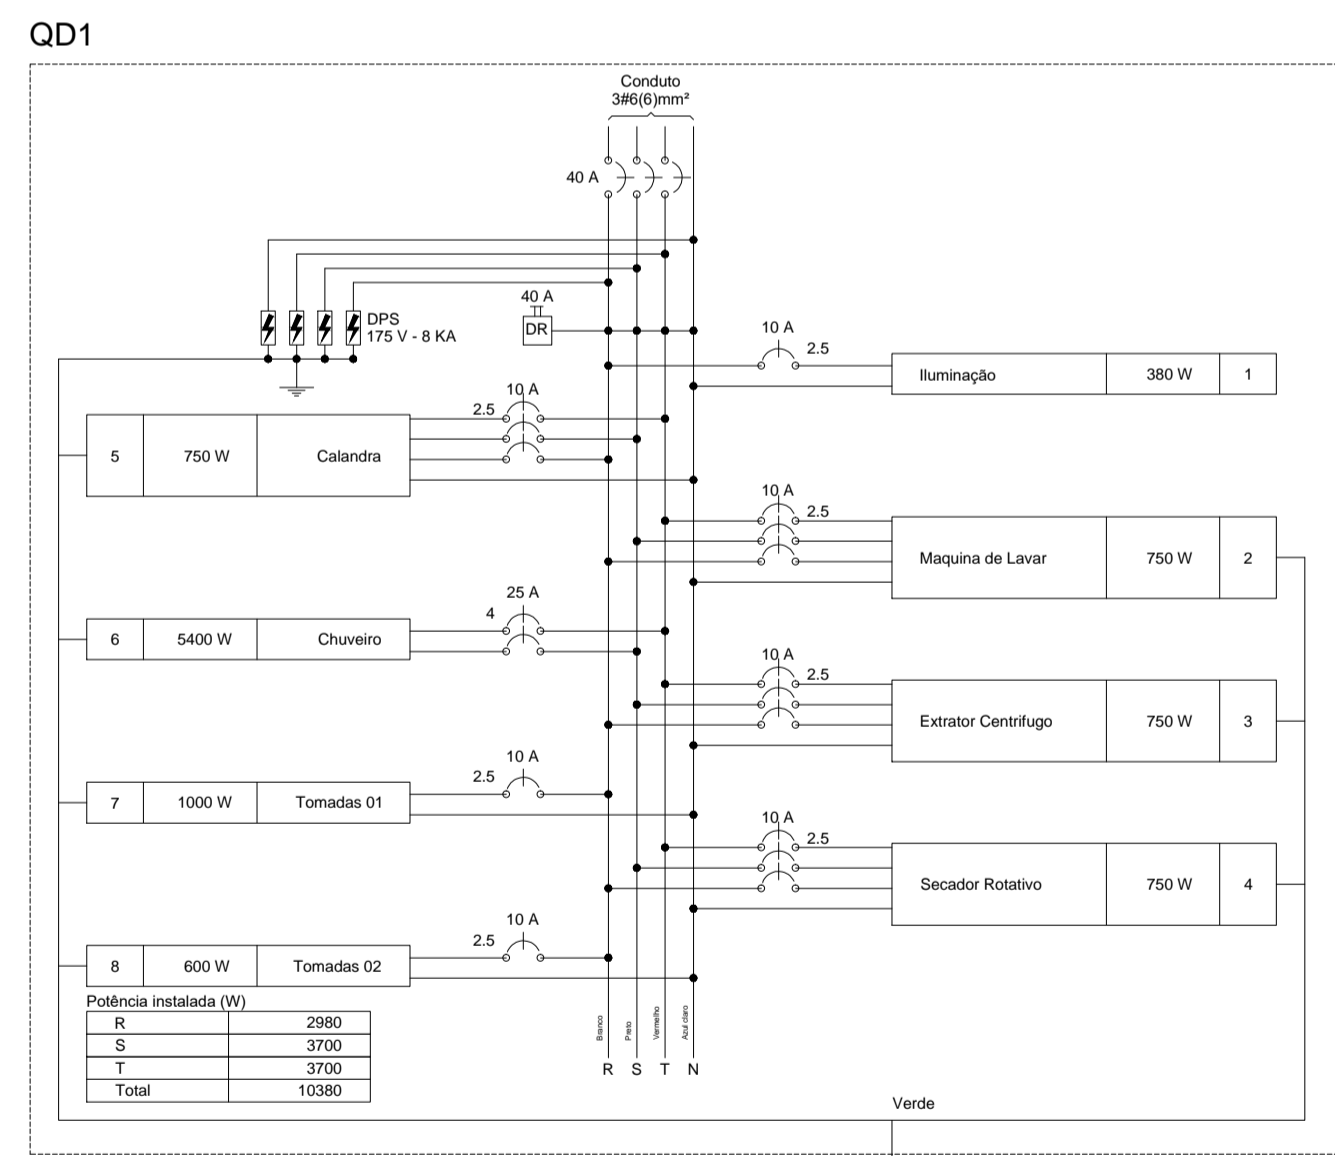 QD1
Conduto
3#6(6)mm²
40 A
DPS
175 V - 8 KA
40 A
DR
10 A
2.5
Iluminação 380 W 1
10 A
2.5
5 750 W Calandra
10 A
2.5
Maquina de Lavar 750 W 2
25 A
4
6 5400 W Chuveiro
10 A
2.5
Extrator Centrifugo 750 W 3
10 A
2.5
7 1000 W Tomadas 01
10 A
2.5
Secador Rotativo 750 W 4
10 A
2.5
8 600 W Tomadas 02
Potência instalada (W)
R 2980
S 3700
T 3700
Total 10380
Branco
Preto
Vermelho
Azul claro
R S T N
Verde